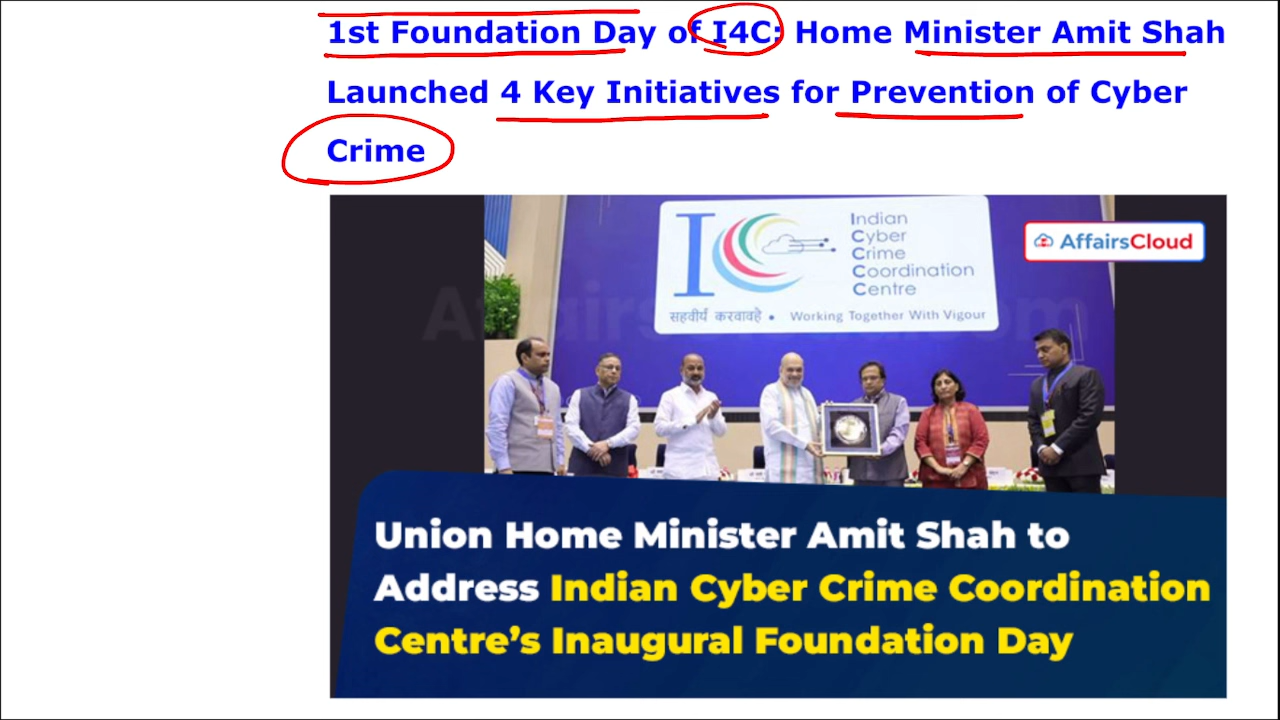 1st Foundation Day of I4C: Home Minister Amit Shah
Launched 4 Key Initiatives for Prevention of Cyber
Crime
Indian
Cyber
Crime
Coordination
Centre
सहवीर्यं करवावहै • Working Together With Vigour
AffairsCloud
Union Home Minister Amit Shah to
Address Indian Cyber Crime Coordination
Centre's Inaugural Foundation Day